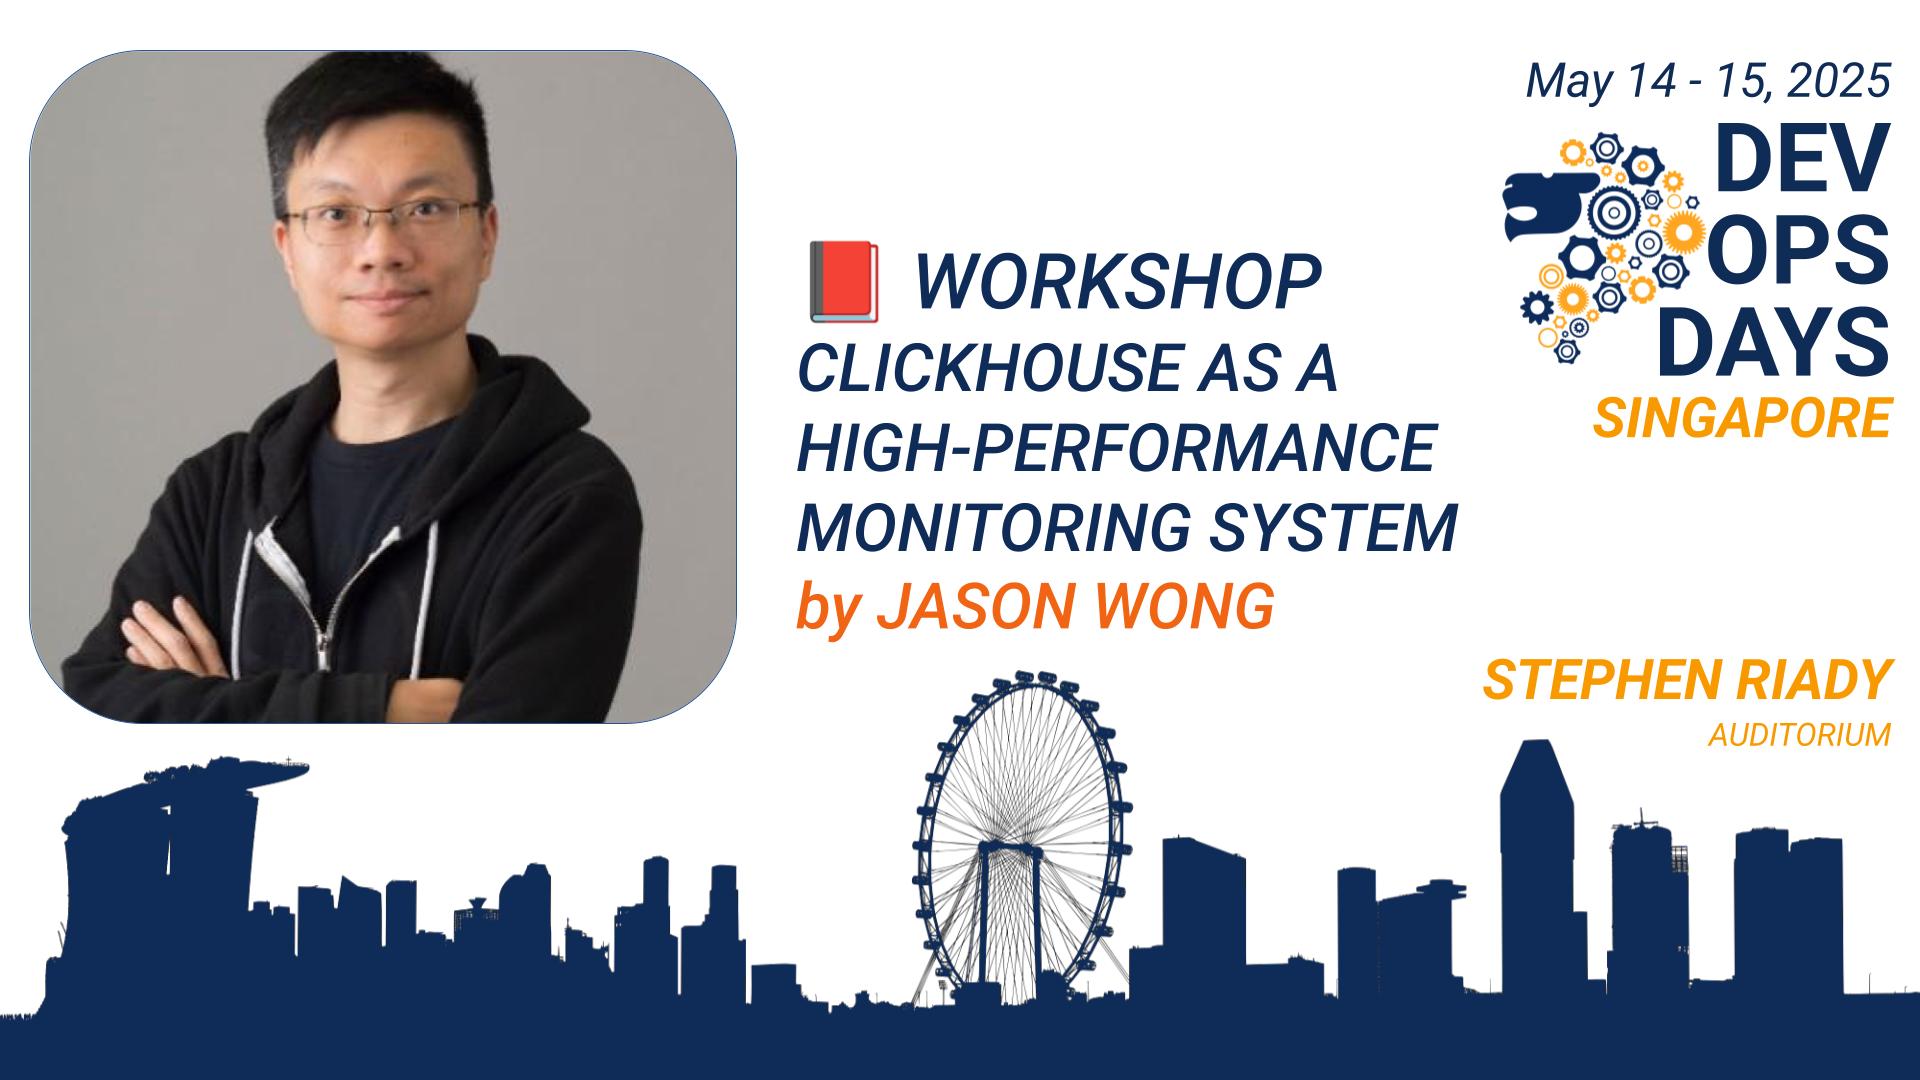 May 14 - 15, 2025
DEV
OPS
DAYS
SINGAPORE
WORKSHOP
CLICKHOUSE AS A
HIGH-PERFORMANCE
MONITORING SYSTEM
by JASON WONG
STEPHEN RIADY
AUDITORIUM